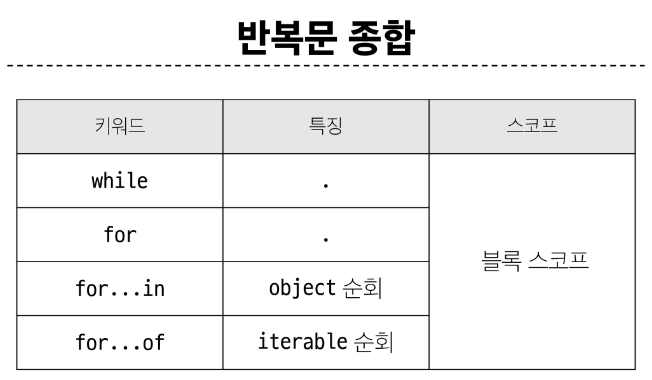 반복문 종합
키워드 특징 스코프
while .
for .
for...in object 순회
for...of iterable 순회
블록 스코프